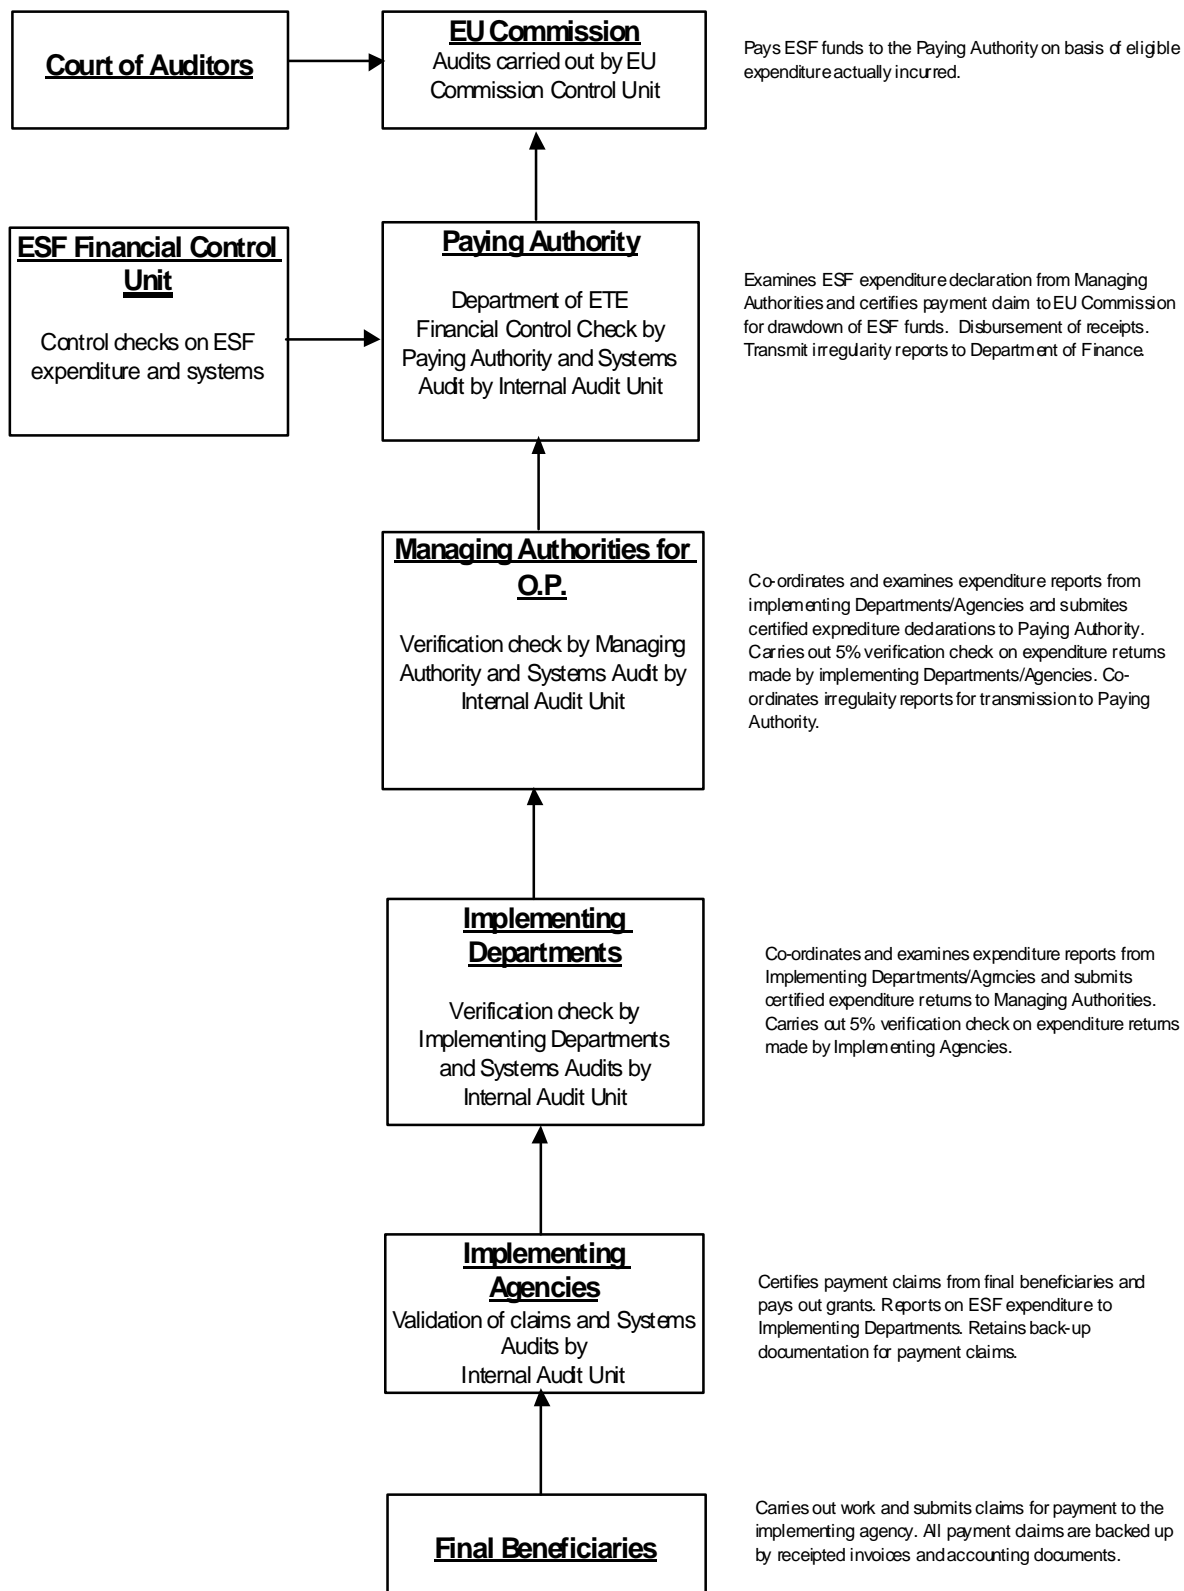 Court of Auditors
EU Commission
Audits carried out by EU
Commission Control Unit
Pays ESF funds to the Paying Authority on basis of eligible
expenditure actually incurred.
ESF Financial Control
Unit
Control checks on ESF
expenditure and systems
Paying Authority
Department of ETE
Financial Control Check by
Paying Authority and Systems
Audit by Internal Audit Unit
Examines ESF expenditure declaration from Managing
Authorities and certifies payment claim to EU Commission
for drawdown of ESF funds. Disbursement of receipts.
Transmit irregularity reports to Department of Finance.
Managing Authorities for
O.P.
Verification check by Managing
Authority and Systems Audit by
Internal Audit Unit
Co-ordinates and examines expenditure reports from
implementing Departments/Agencies and submites
certified expnediture declarations to Paying Authority.
Carries out 5% verification check on expenditure returns
made by implementing Departments/Agencies. Co-
ordinates irregulaity reports for transmission to Paying
Authority.
Implementing
Departments
Verification check by
Implementing Departments
and Systems Audits by
Internal Audit Unit
Co-ordinates and examines expenditure reports from
Implementing Departments/Agrncies and submits
certified expenditure returns to Managing Authorities.
Carries out 5% verification check on expenditure returns
made by Implementing Agencies.
Implementing
Agencies
Validation of claims and Systems
Audits by
Internal Audit Unit
Certifies payment claims from final beneficiaries and
pays out grants. Reports on ESF expenditure to
Implementing Departments. Retains back-up
documentation for payment claims.
Final Beneficiaries
Carries out work and submits claims for payment to the
implementing agency. All payment claims are backed up
by receipted invoices and accounting documents.